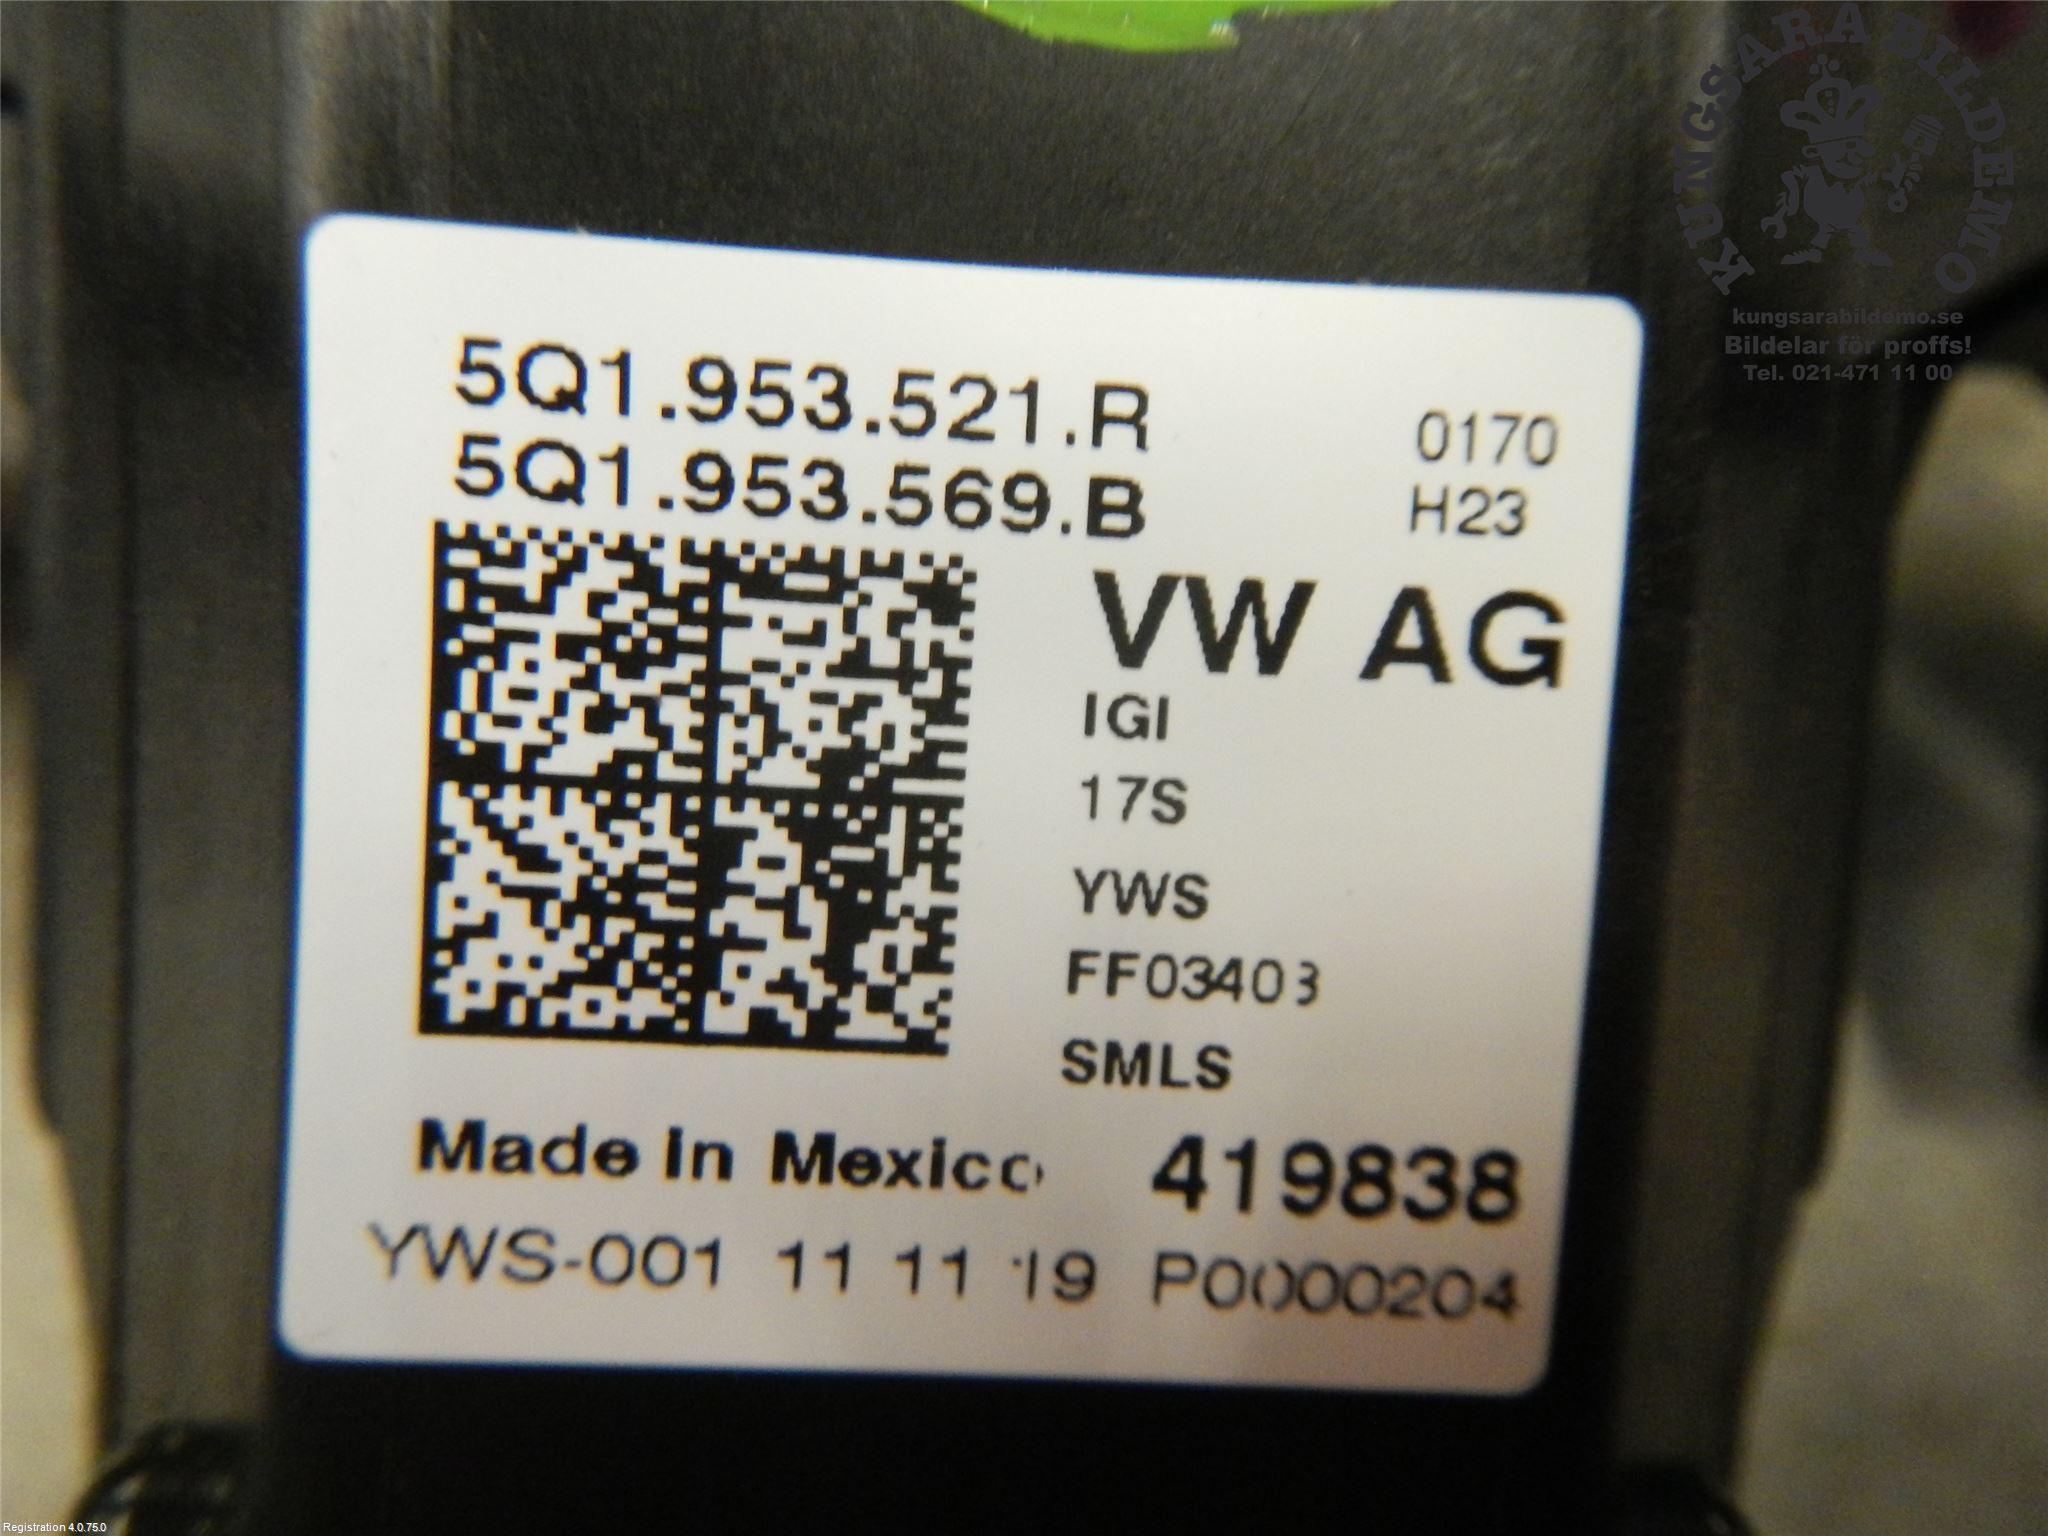 KUNGSARA BILDEMO
kungsarabildemo.se
Bildelar för proffs!
Tel. 021-471 11 00
5Q1.953.521.R
5Q1.953.569.B
0170
H23
VW AG
IGI
17S
YWS
FF03403
SMLS
Made In Mexico 419838
YWS-001 11 11 19 P0000204
Registration 4.0.75.0